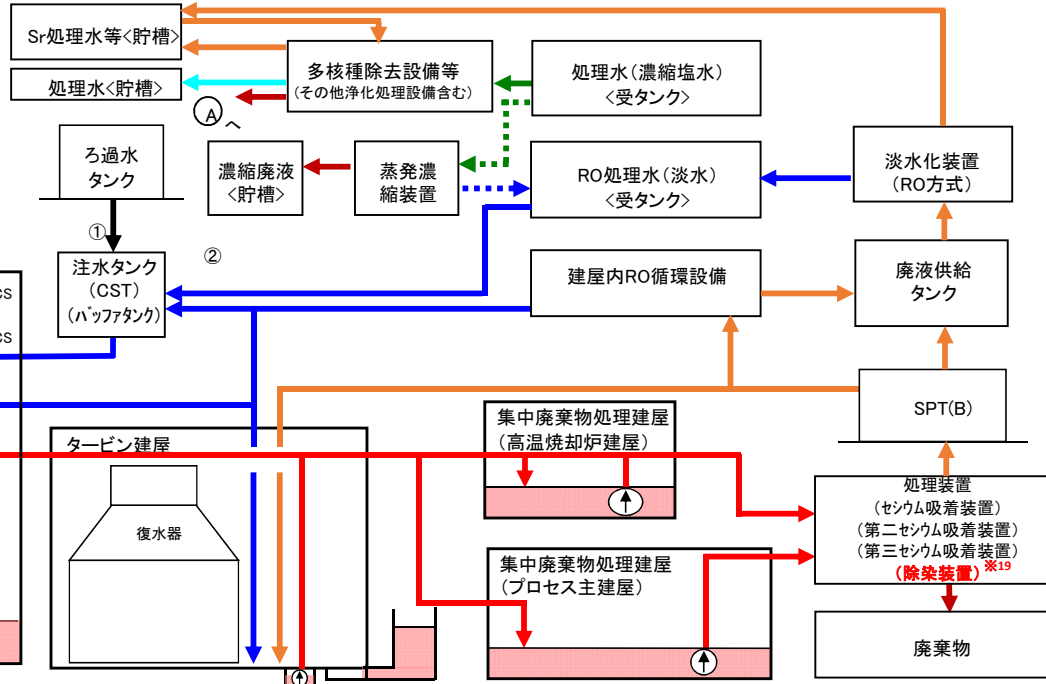 Sr処理水等<貯槽>
処理水<貯槽>
多核種除去設備等
(その他浄化処理設備含む)
処理水(濃縮塩水)
<受タンク>
A へ
ろ過水
タンク
濃縮廃液
<貯槽>
蒸発濃
縮装置
RO処理水(淡水)
<受タンク>
淡水化装置
(RO方式)
①
②
注水タンク
(CST)
(バッファタンク)
建屋内RO循環設備
廃液供給
タンク
CS
CS
SPT(B)
タービン建屋
復水器
集中廃棄物処理建屋
(高温焼却炉建屋)
集中廃棄物処理建屋
(プロセス主建屋)
処理装置
(セシウム吸着装置)
(第二セシウム吸着装置)
(第三セシウム吸着装置)
(除染装置)※19
廃棄物